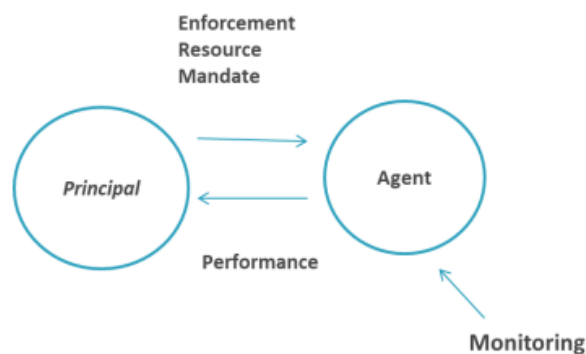 Enforcement
Resource
Mandate
Principal
Agent
Performance
Monitoring